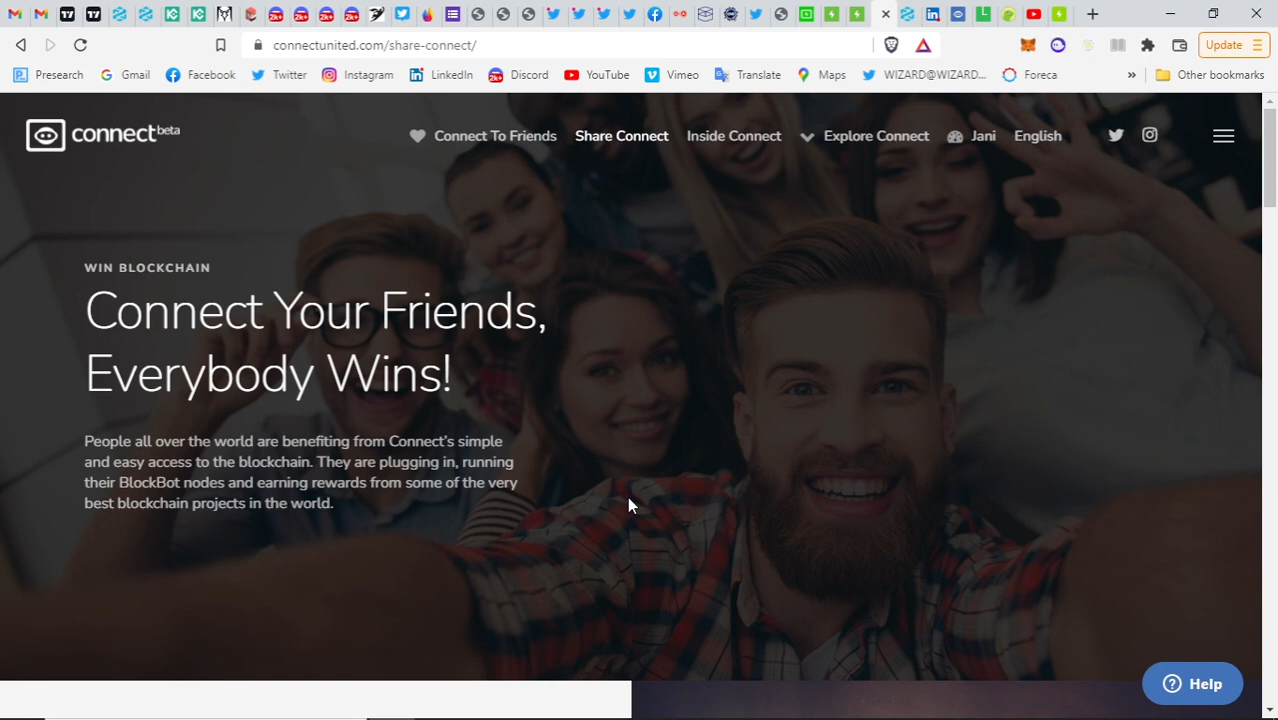 connectunited.com/share-connect/
Update
Presearch
Gmail
Facebook
Twitter
Instagram
LinkedIn
2k+
Discord
YouTube
Vimeo
Translate
Maps
WIZARD@WIZARD...
Foreca
»
Other bookmarks
connect beta
Connect To Friends
Share Connect
Inside Connect
Explore Connect
Jani
English
WIN BLOCKCHAIN
Connect Your Friends,
Everybody Wins!
People all over the world are benefiting from Connect's simple
and easy access to the blockchain. They are plugging in, running
their BlockBot nodes and earning rewards from some of the very
best blockchain projects in the world.
Help